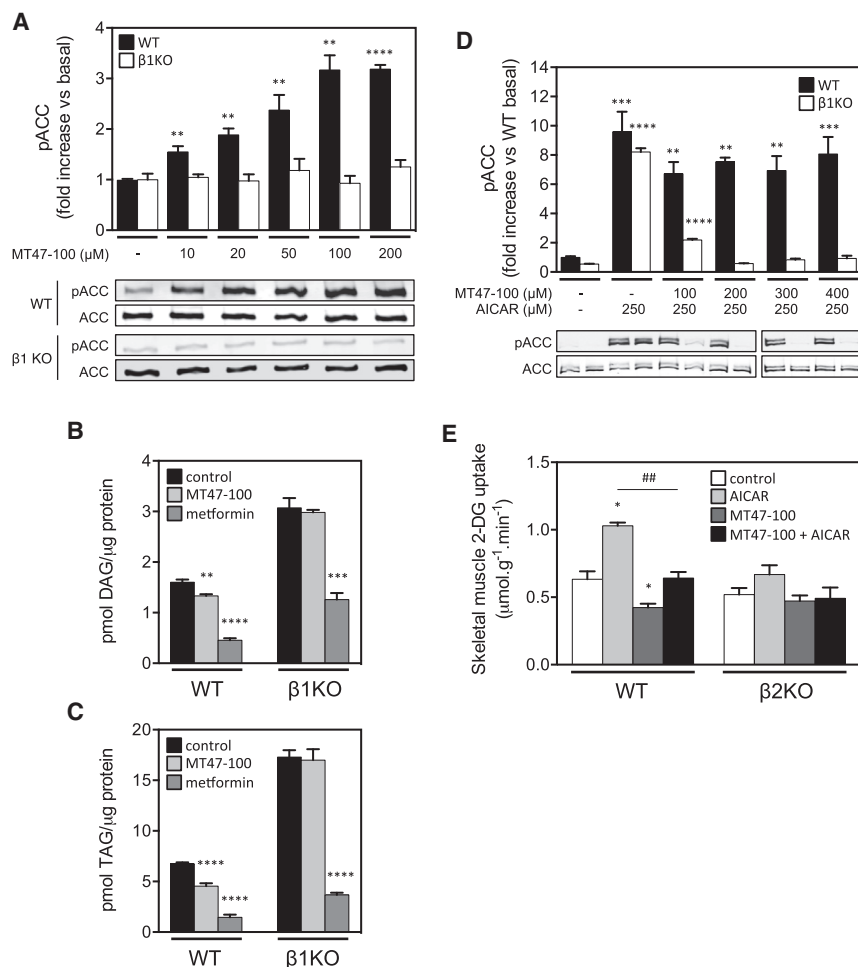 A
WT
β1KO
pACC
(fold increase vs basal)
4
3
2
1
0
** ** ** ** ****
MT47-100 (μM) - 10 20 50 100 200
WT
pACC
ACC
β1 KO
pACC
ACC
B
pmol DAG/μg protein
4
3
2
1
0
control
MT47-100
metformin
** **** ***
WT β1KO
C
pmol TAG/μg protein
20
15
10
5
0
control
MT47-100
metformin
**** **** ****
WT β1KO
D
WT
β1KO
pACC
(fold increase vs WT basal)
14
12
10
8
6
4
2
0
*** **** ** **** ** ** ***
MT47-100 (μM) - - 100 200 300 400
AICAR (μM) - 250 250 250 250 250
pACC
ACC
E
Skeletal muscle 2-DG uptake
(μmol.g⁻¹.min⁻¹)
1.5
1.0
0.5
0.0
control
AICAR
MT47-100
MT47-100 + AICAR
##
* *
WT β2KO